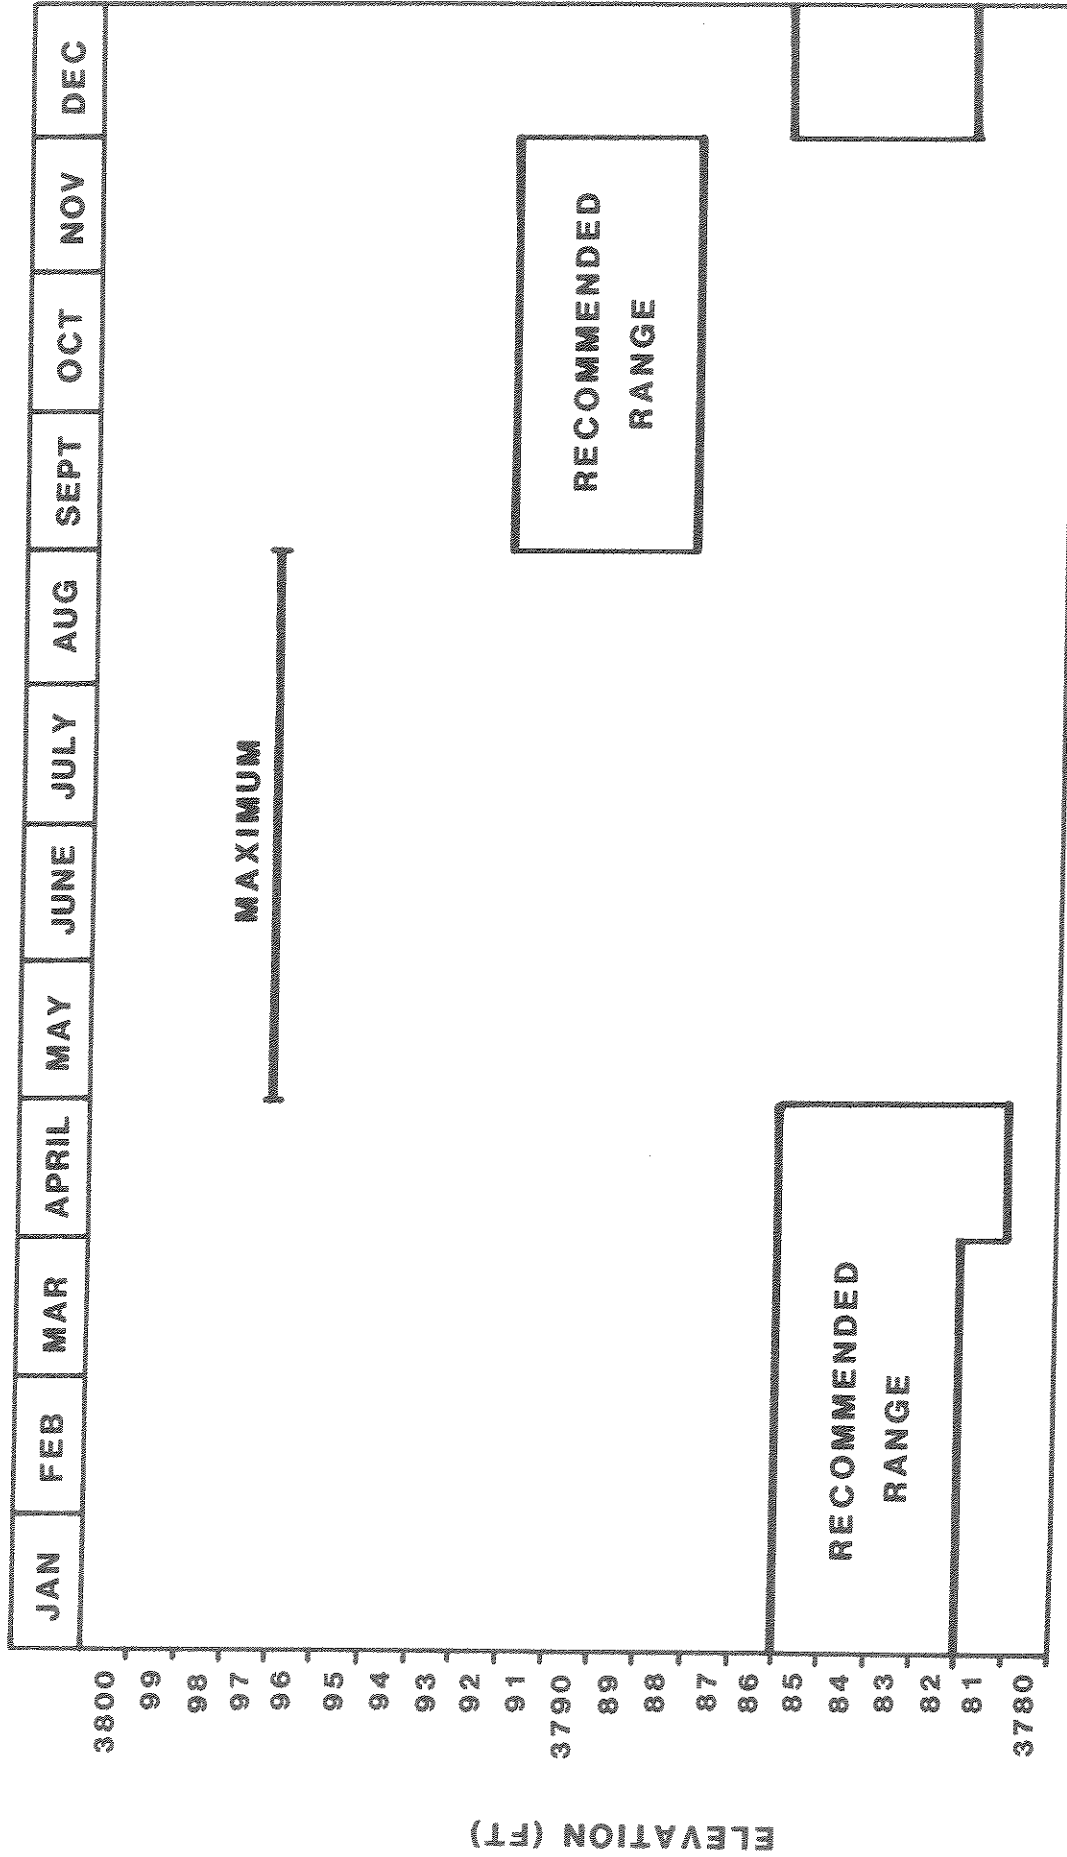 JAN
FEB
MAR
APRIL
MAY
JUNE
JULY
AUG
SEPT
OCT
NOV
DEC
3800
99
98
97
96
95
94
93
92
91
3790
89
88
87
86
85
84
83
82
81
3780
ELEVATION (FT)
MAXIMUM
RECOMMENDED
RANGE
RECOMMENDED
RANGE